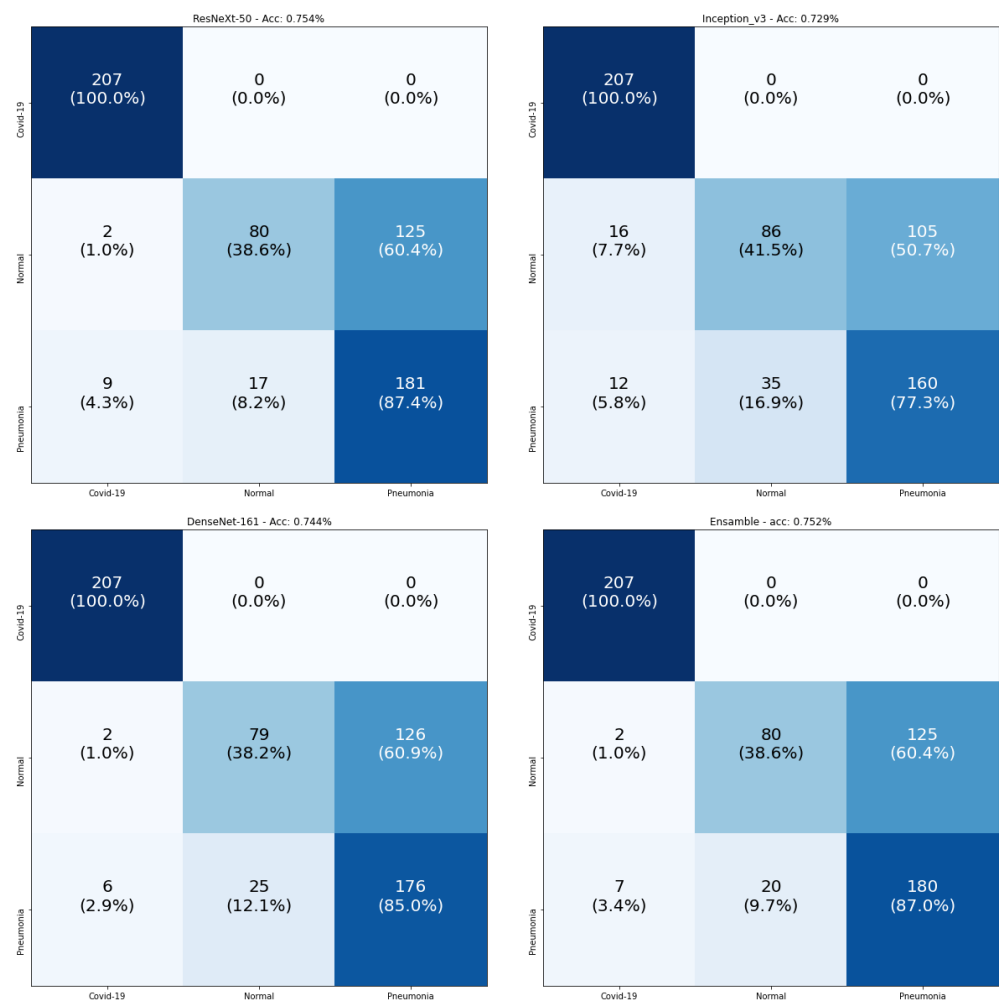 ResNeXt-50 - Acc: 0.754%
Covid-19
207
(100.0%)
0
(0.0%)
0
(0.0%)
Normal
2
(1.0%)
80
(38.6%)
125
(60.4%)
Pneumonia
9
(4.3%)
17
(8.2%)
181
(87.4%)
Covid-19
Normal
Pneumonia
Inception_v3 - Acc: 0.729%
Covid-19
207
(100.0%)
0
(0.0%)
0
(0.0%)
Normal
16
(7.7%)
86
(41.5%)
105
(50.7%)
Pneumonia
12
(5.8%)
35
(16.9%)
160
(77.3%)
Covid-19
Normal
Pneumonia
DenseNet-161 - Acc: 0.744%
Covid-19
207
(100.0%)
0
(0.0%)
0
(0.0%)
Normal
2
(1.0%)
79
(38.2%)
126
(60.9%)
Pneumonia
6
(2.9%)
25
(12.1%)
176
(85.0%)
Covid-19
Normal
Pneumonia
Ensamble - acc: 0.752%
Covid-19
207
(100.0%)
0
(0.0%)
0
(0.0%)
Normal
2
(1.0%)
80
(38.6%)
125
(60.4%)
Pneumonia
7
(3.4%)
20
(9.7%)
180
(87.0%)
Covid-19
Normal
Pneumonia